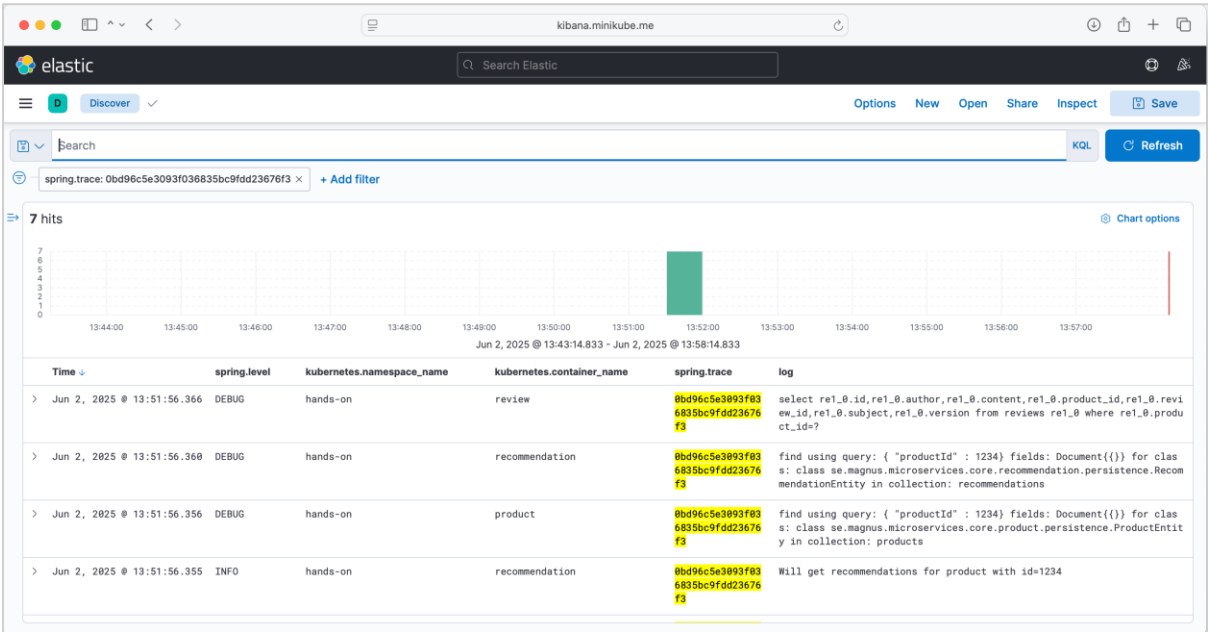 kibana.minikube.me
elastic
Search Elastic
D Discover Options New Open Share Inspect Save
Search KQL Refresh
spring.trace: 0bd96c5e3093f036835bc9fdd23676f3 × + Add filter
7 hits Chart options
7
6
5
4
3
2
1
0
13:44:00 13:45:00 13:46:00 13:47:00 13:48:00 13:49:00 13:50:00 13:51:00 13:52:00 13:53:00 13:54:00 13:55:00 13:56:00 13:57:00
Jun 2, 2025 @ 13:43:14.833 - Jun 2, 2025 @ 13:58:14.833
Time spring.level kubernetes.namespace_name kubernetes.container_name spring.trace log
Jun 2, 2025 @ 13:51:56.366 DEBUG hands-on review 0bd96c5e3093f03 select re1_0.id,re1_0.author,re1_0.content,re1_0.product_id,re1_0.revi
6835bc9fdd23676 ew_id,re1_0.subject,re1_0.version from reviews re1_0 where re1_0.produ
f3 ct_id=?
Jun 2, 2025 @ 13:51:56.360 DEBUG hands-on recommendation 0bd96c5e3093f03 find using query: { "productId" : 1234} fields: Document{{}} for clas
6835bc9fdd23676 s: class se.magnus.microservices.core.recommendation.persistence.Recom
f3 mendationEntity in collection: recommendations
Jun 2, 2025 @ 13:51:56.356 DEBUG hands-on product 0bd96c5e3093f03 find using query: { "productId" : 1234} fields: Document{{}} for clas
6835bc9fdd23676 s: class se.magnus.microservices.core.product.persistence.ProductEntit
f3 y in collection: products
Jun 2, 2025 @ 13:51:56.355 INFO hands-on recommendation 0bd96c5e3093f03 Will get recommendations for product with id=1234
6835bc9fdd23676
f3